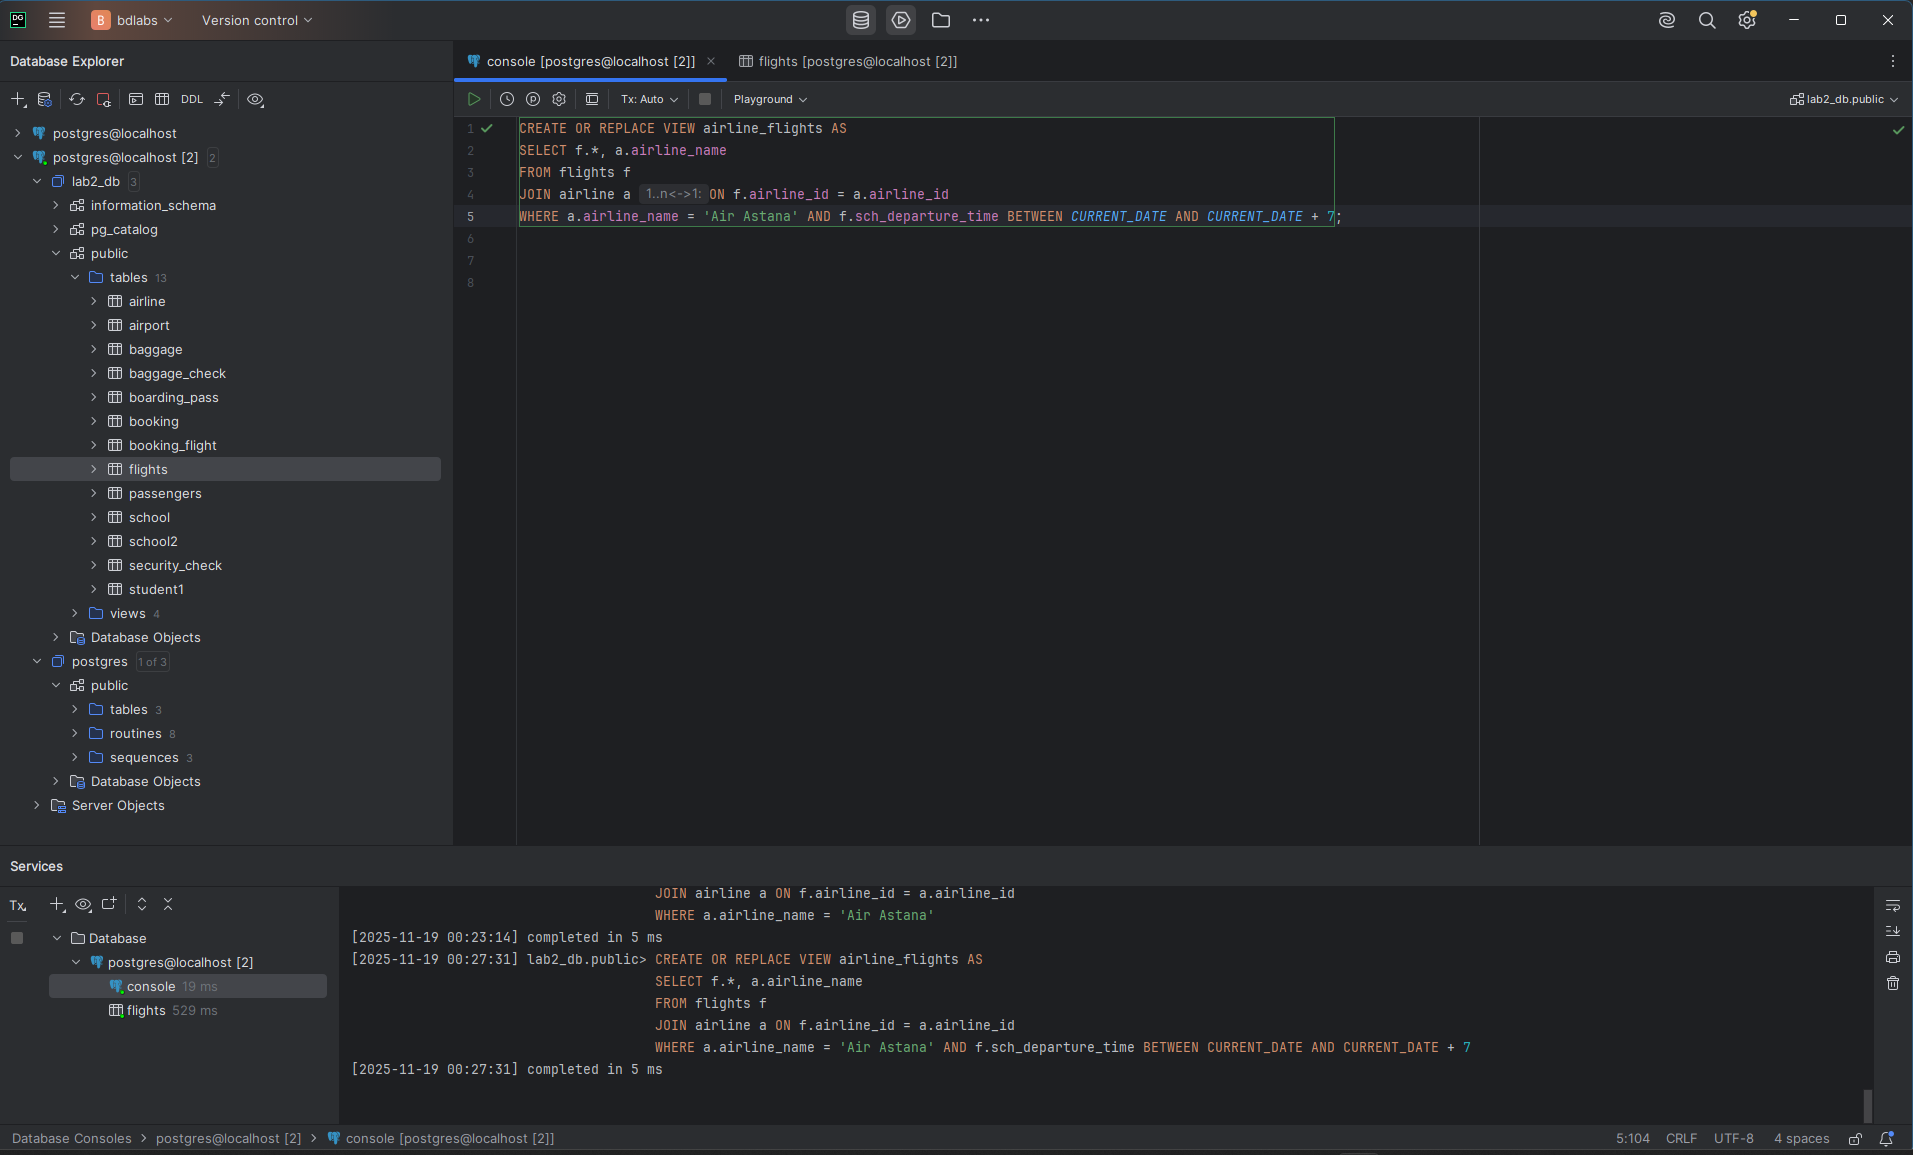 DG
B bdlabs
Version control
Database Explorer
console [postgres@localhost [2]]
flights [postgres@localhost [2]]
DDL
Tx: Auto
Playground
lab2_db.public
postgres@localhost
postgres@localhost [2] 2
lab2_db 3
information_schema
pg_catalog
public
tables 13
airline
airport
baggage
baggage_check
boarding_pass
booking
booking_flight
flights
passengers
school
school2
security_check
student1
views 4
Database Objects
postgres 1 of 3
public
tables 3
routines 8
sequences 3
Database Objects
Server Objects
1 CREATE OR REPLACE VIEW airline_flights AS
2 SELECT f.*, a.airline_name
3 FROM flights f
4 JOIN airline a 1..n<->1: ON f.airline_id = a.airline_id
5 WHERE a.airline_name = 'Air Astana' AND f.sch_departure_time BETWEEN CURRENT_DATE AND CURRENT_DATE + 7;
6
7
8
Services
Tx
Database
postgres@localhost [2]
console 19 ms
flights 529 ms
JOIN airline a ON f.airline_id = a.airline_id
WHERE a.airline_name = 'Air Astana'
[2025-11-19 00:23:14] completed in 5 ms
[2025-11-19 00:27:31] lab2_db.public> CREATE OR REPLACE VIEW airline_flights AS
SELECT f.*, a.airline_name
FROM flights f
JOIN airline a ON f.airline_id = a.airline_id
WHERE a.airline_name = 'Air Astana' AND f.sch_departure_time BETWEEN CURRENT_DATE AND CURRENT_DATE + 7
[2025-11-19 00:27:31] completed in 5 ms
Database Consoles > postgres@localhost [2] > console [postgres@localhost [2]]
5:104 CRLF UTF-8 4 spaces